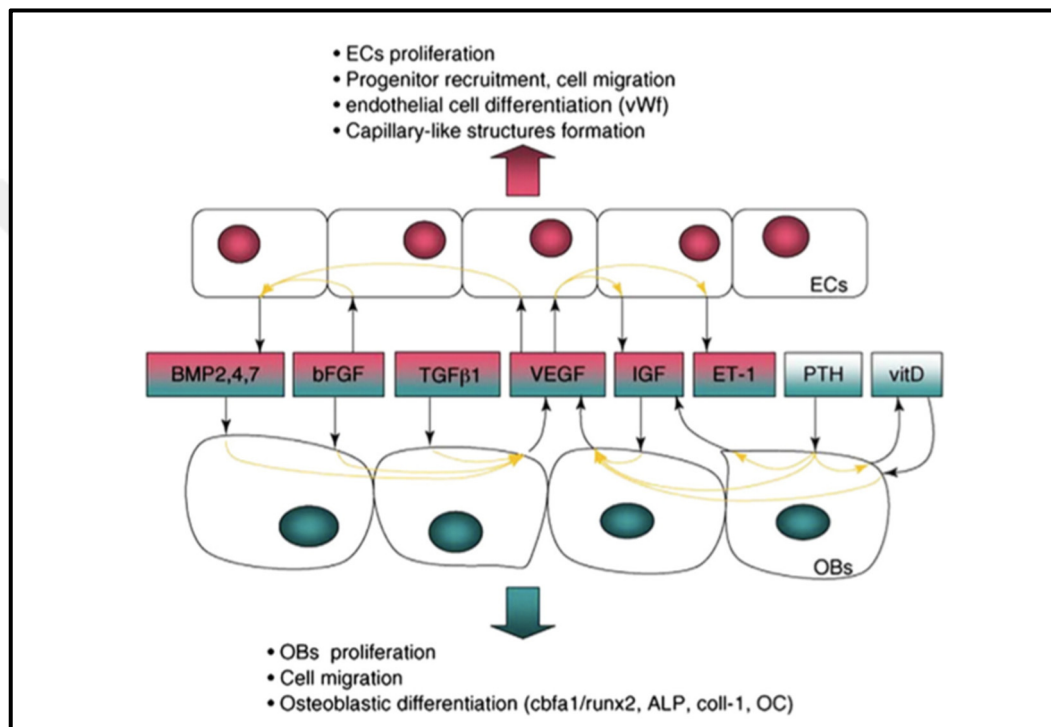 • ECs proliferation
• Progenitor recruitment, cell migration
• endothelial cell differentiation (vWf)
• Capillary-like structures formation
ECs
BMP2,4,7 bFGF TGFβ1 VEGF IGF ET-1 PTH vitD
OBs
• OBs proliferation
• Cell migration
• Osteoblastic differentiation (cbfa1/runx2, ALP, coll-1, OC)